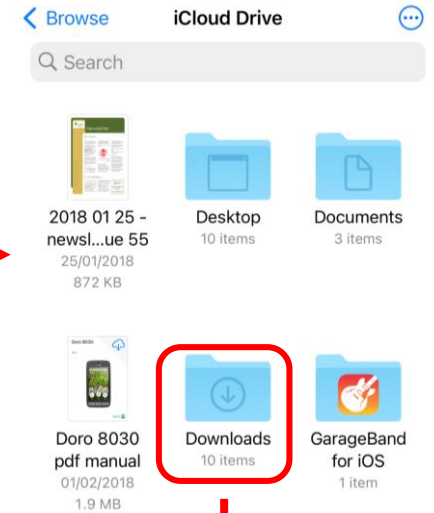 Browse
iCloud Drive
Search
2018 01 25 -
newsl...ue 55
25/01/2018
872 KB
Desktop
10 items
Documents
3 items
Doro 8030
pdf manual
01/02/2018
1.9 MB
Downloads
10 items
GarageBand
for iOS
1 item